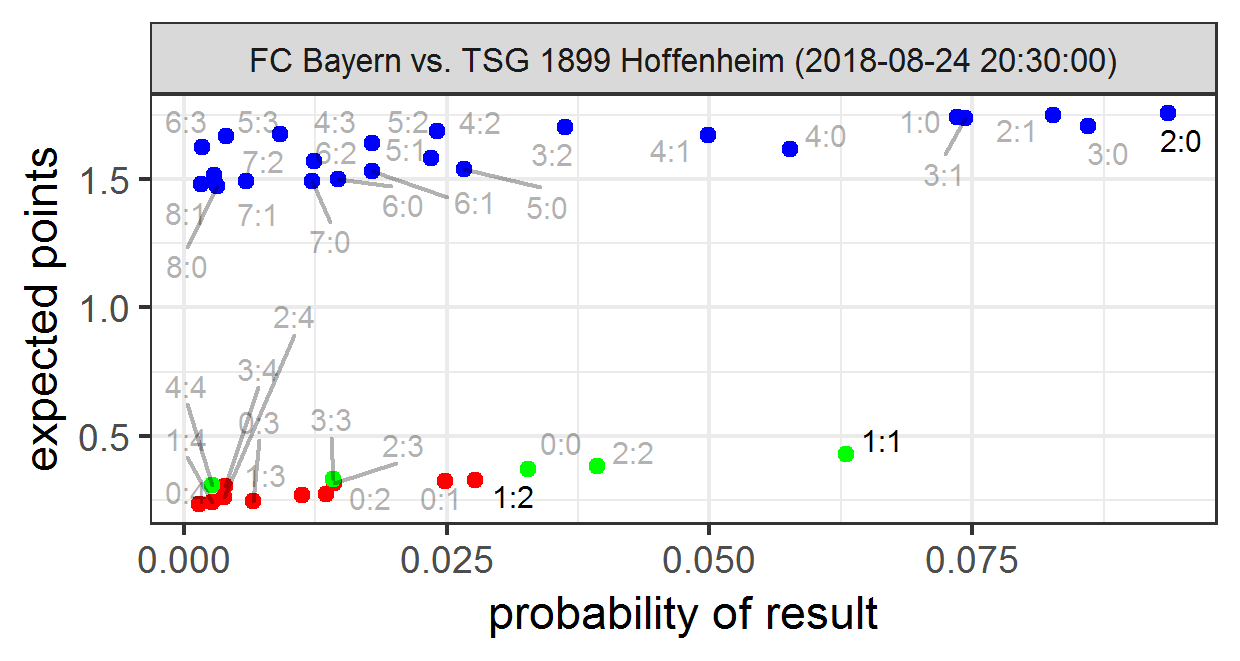 FC Bayern vs. TSG 1899 Hoffenheim (2018-08-24 20:30:00)
expected points
1.5
1.0
0.5
6:3 5:3 4:3 5:2 4:2 1:0 2:1 2:0
7:2 6:2 5:1 3:2 4:1 4:0 3:1 3:0
8:1 7:1 6:0 6:1 5:0
8:0 7:0
2:4
3:4
4:4
0:3 3:3
1:4 2:3 0:0 2:2 1:1
1:3
0:4 0:2 0:1 1:2
0.000 0.025 0.050 0.075
probability of result